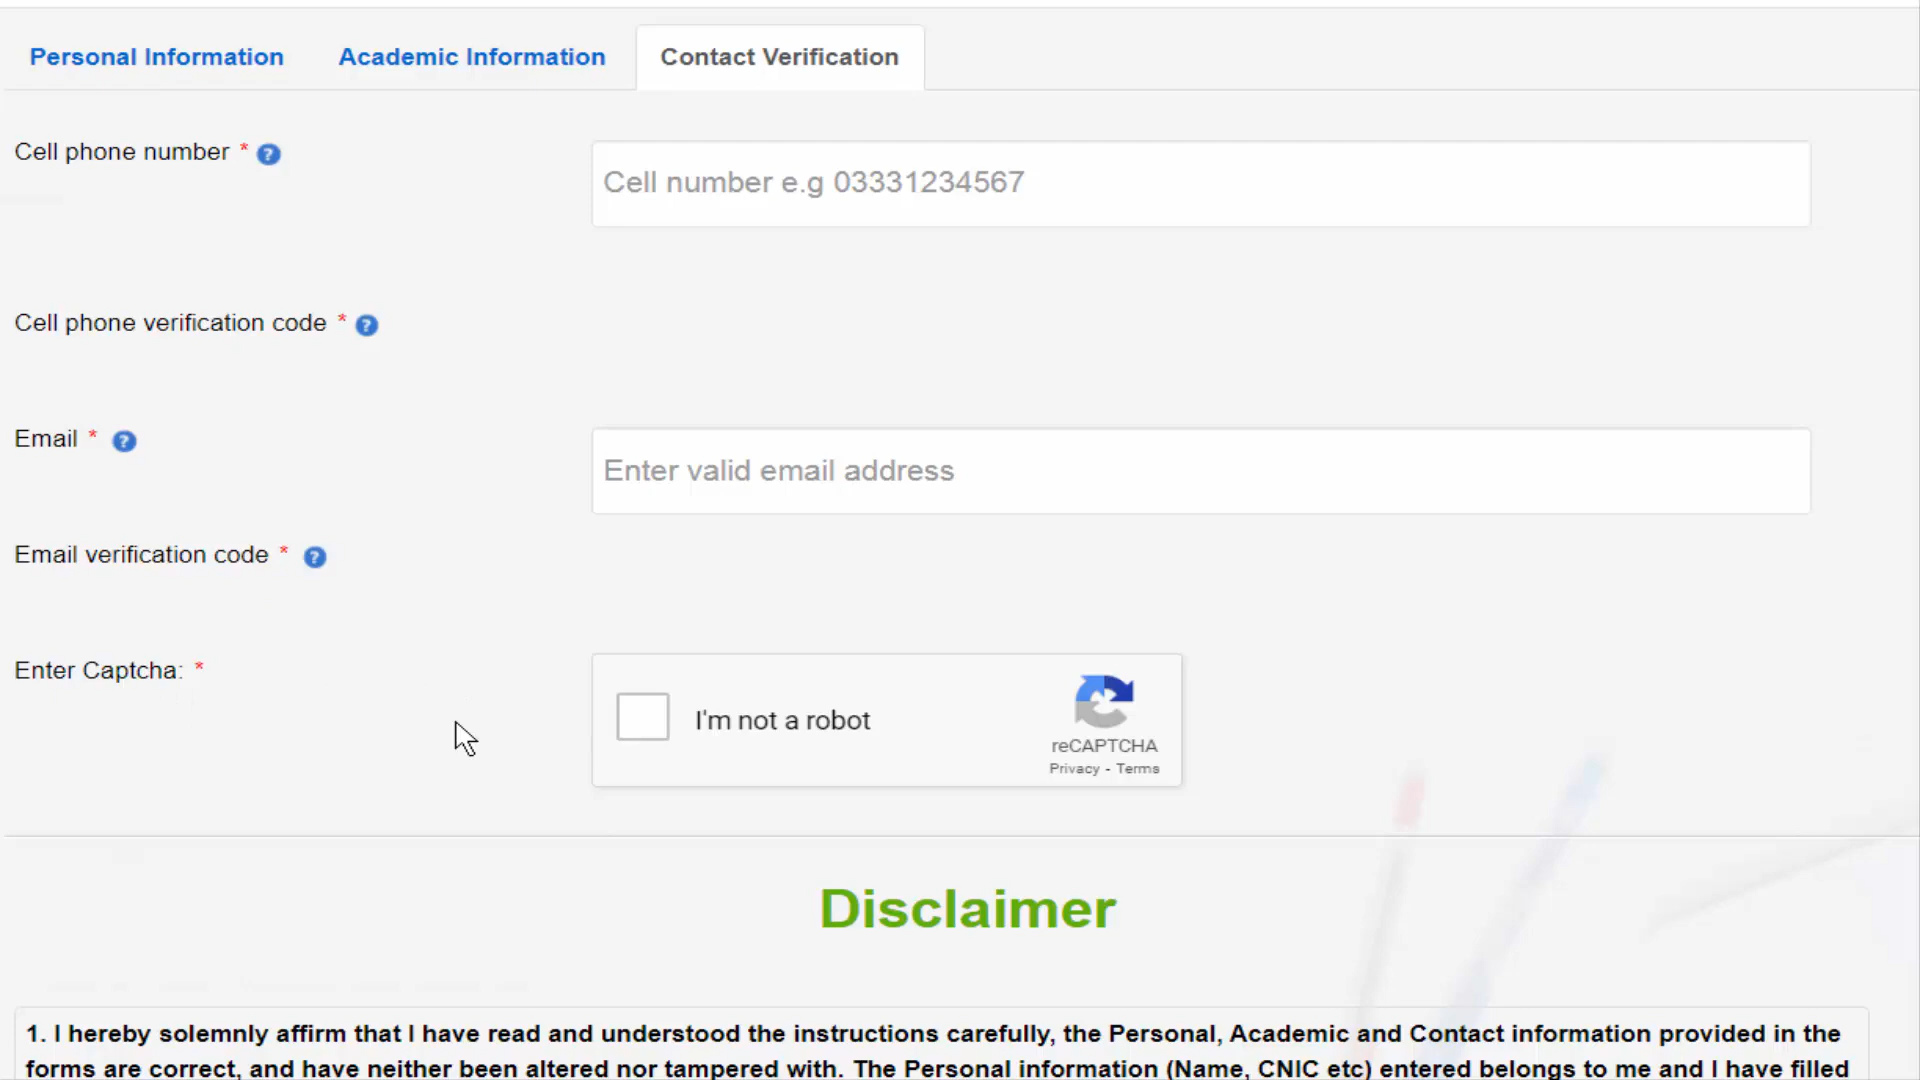 Personal Information Academic Information Contact Verification
Cell phone number * ?
Cell number e.g 03331234567
Cell phone verification code * ?
Email * ?
Enter valid email address
Email verification code * ?
Enter Captcha: *
I'm not a robot
reCAPTCHA
Privacy - Terms
Disclaimer
1. I hereby solemnly affirm that I have read and understood the instructions carefully, the Personal, Academic and Contact information provided in the
forms are correct, and have neither been altered nor tampered with. The Personal information (Name, CNIC etc) entered belongs to me and I have filled